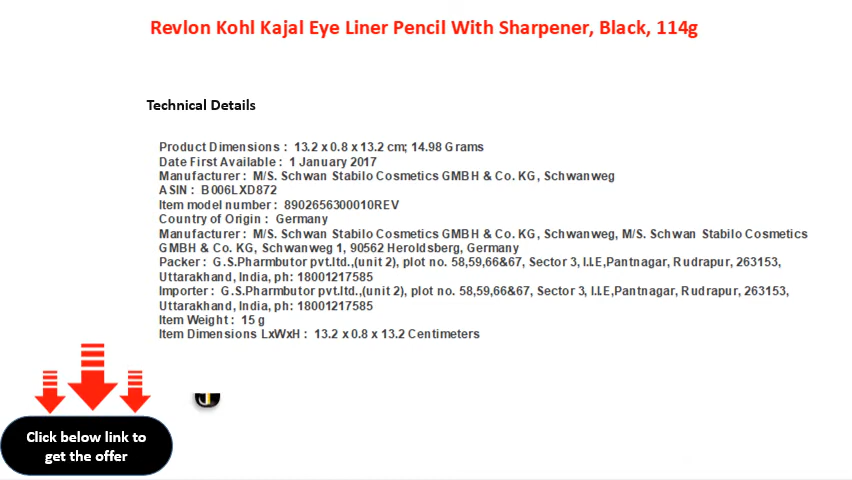 Revlon Kohl Kajal Eye Liner Pencil With Sharpener, Black, 114g
Technical Details
Product Dimensions : 13.2 x 0.8 x 13.2 cm; 14.98 Grams
Date First Available : 1 January 2017
Manufacturer : M/S. Schwan Stabilo Cosmetics GMBH & Co. KG, Schwanweg
ASIN : B006LXD872
Item model number : 8902656300010REV
Country of Origin : Germany
Manufacturer : M/S. Schwan Stabilo Cosmetics GMBH & Co. KG, Schwanweg, M/S. Schwan Stabilo Cosmetics
GMBH & Co. KG, Schwanweg 1, 90562 Heroldsberg, Germany
Packer : G.S.Pharmbutor pvt.ltd.,(unit 2), plot no. 58,59,66&67, Sector 3, I.I.E,Pantnagar, Rudrapur, 263153,
Uttarakhand, India, ph: 18001217585
Importer : G.S.Pharmbutor pvt.ltd.,(unit 2), plot no. 58,59,66&67, Sector 3, I.I.E,Pantnagar, Rudrapur, 263153,
Uttarakhand, India, ph: 18001217585
Item Weight : 15 g
Item Dimensions LxWxH : 13.2 x 0.8 x 13.2 Centimeters
Click below link to
get the offer